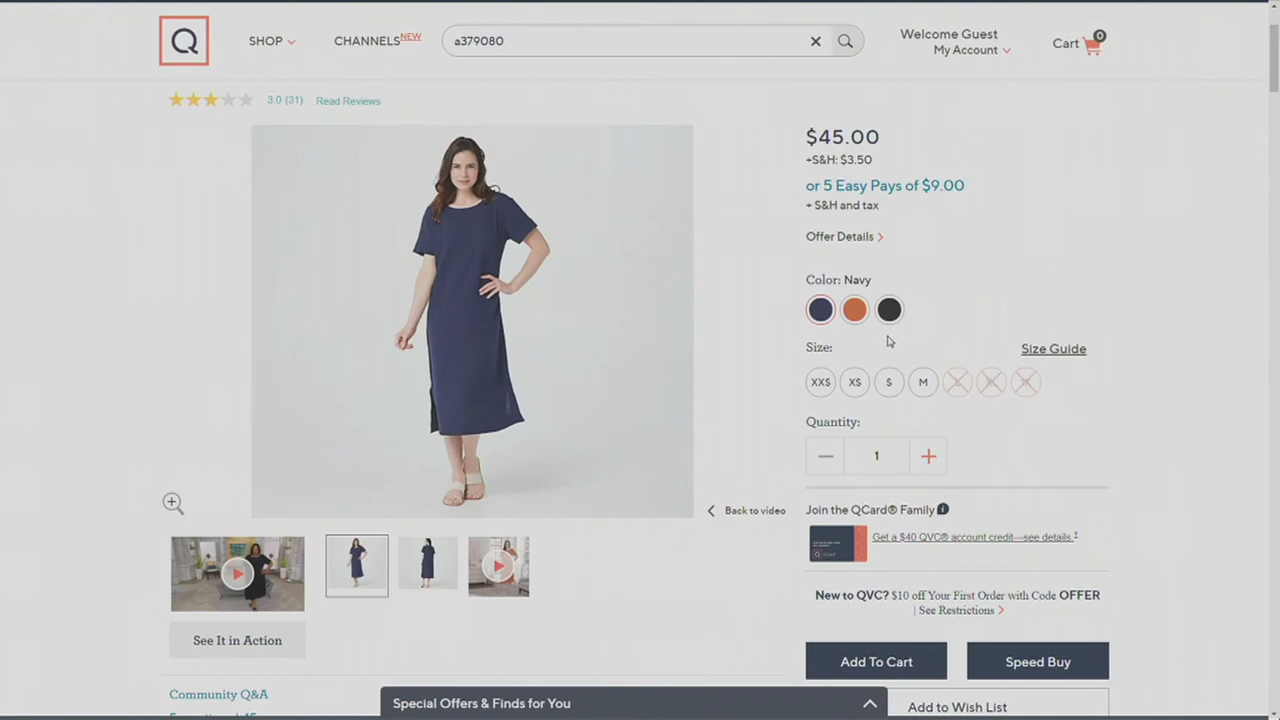 Q
SHOP
CHANNELS NEW
a379080
Welcome Guest
My Account
Cart 0
3.0 (31) Read Reviews
$45.00
+S&H: $3.50
or 5 Easy Pays of $9.00
+ S&H and tax
Offer Details
Color: Navy
Size:
Size Guide
XXS XS S M
Quantity:
1
Back to video
Join the QCard® Family
Get a $40 QVC® account credit—see details.‡
New to QVC? $10 off Your First Order with Code OFFER
| See Restrictions
See It in Action
Add To Cart
Speed Buy
Community Q&A
Special Offers & Finds for You
Add to Wish List